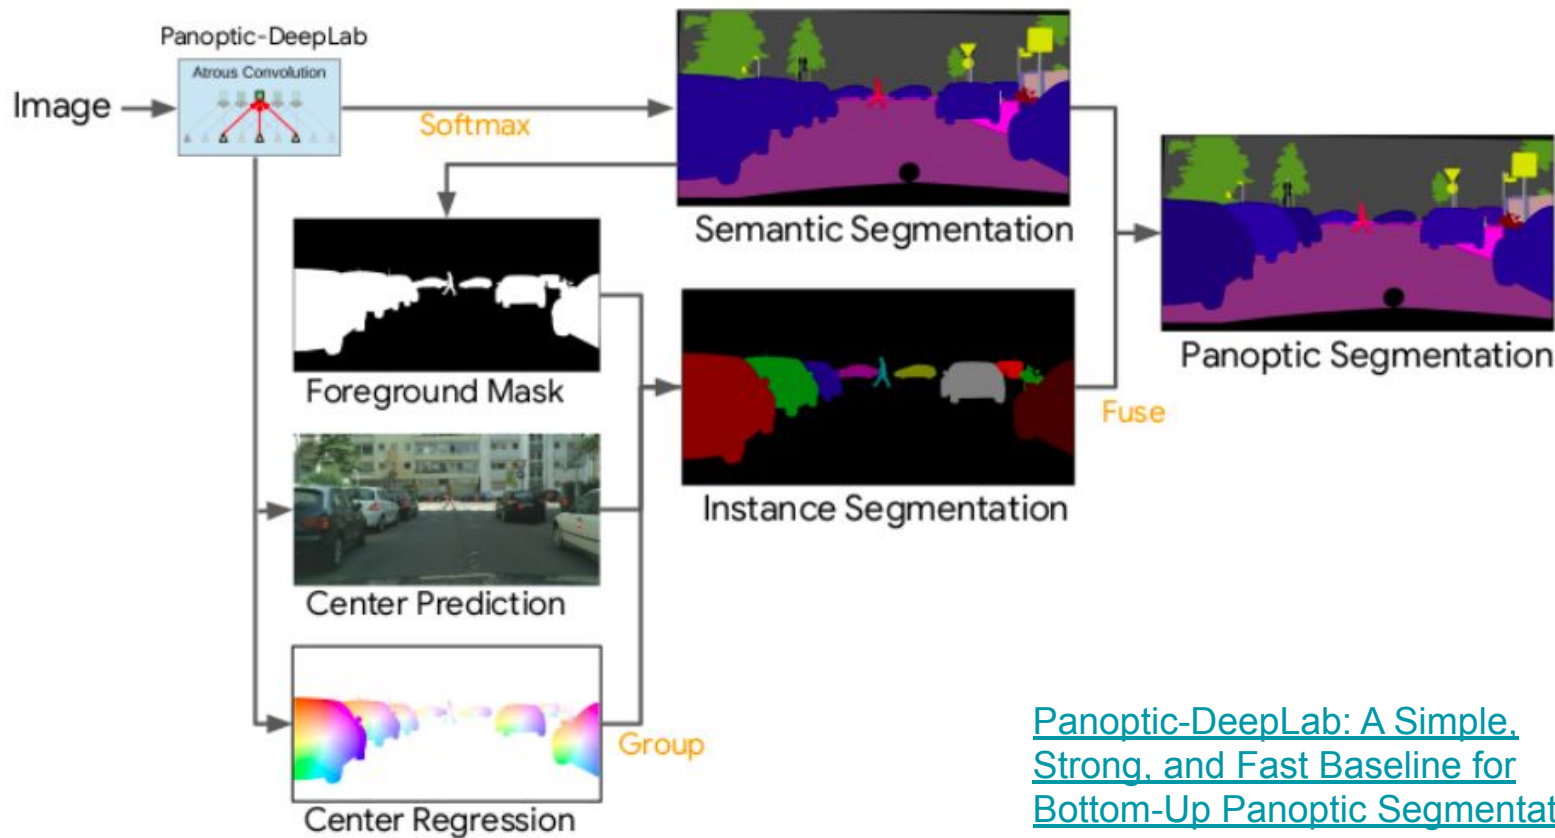 Panoptic-DeepLab
Atrous Convolution
Image
Softmax
Semantic Segmentation
Foreground Mask
Panoptic Segmentation
Instance Segmentation
Fuse
Center Prediction
Group
Center Regression
Panoptic-DeepLab: A Simple,
Strong, and Fast Baseline for
Bottom-Up Panoptic Segmentat